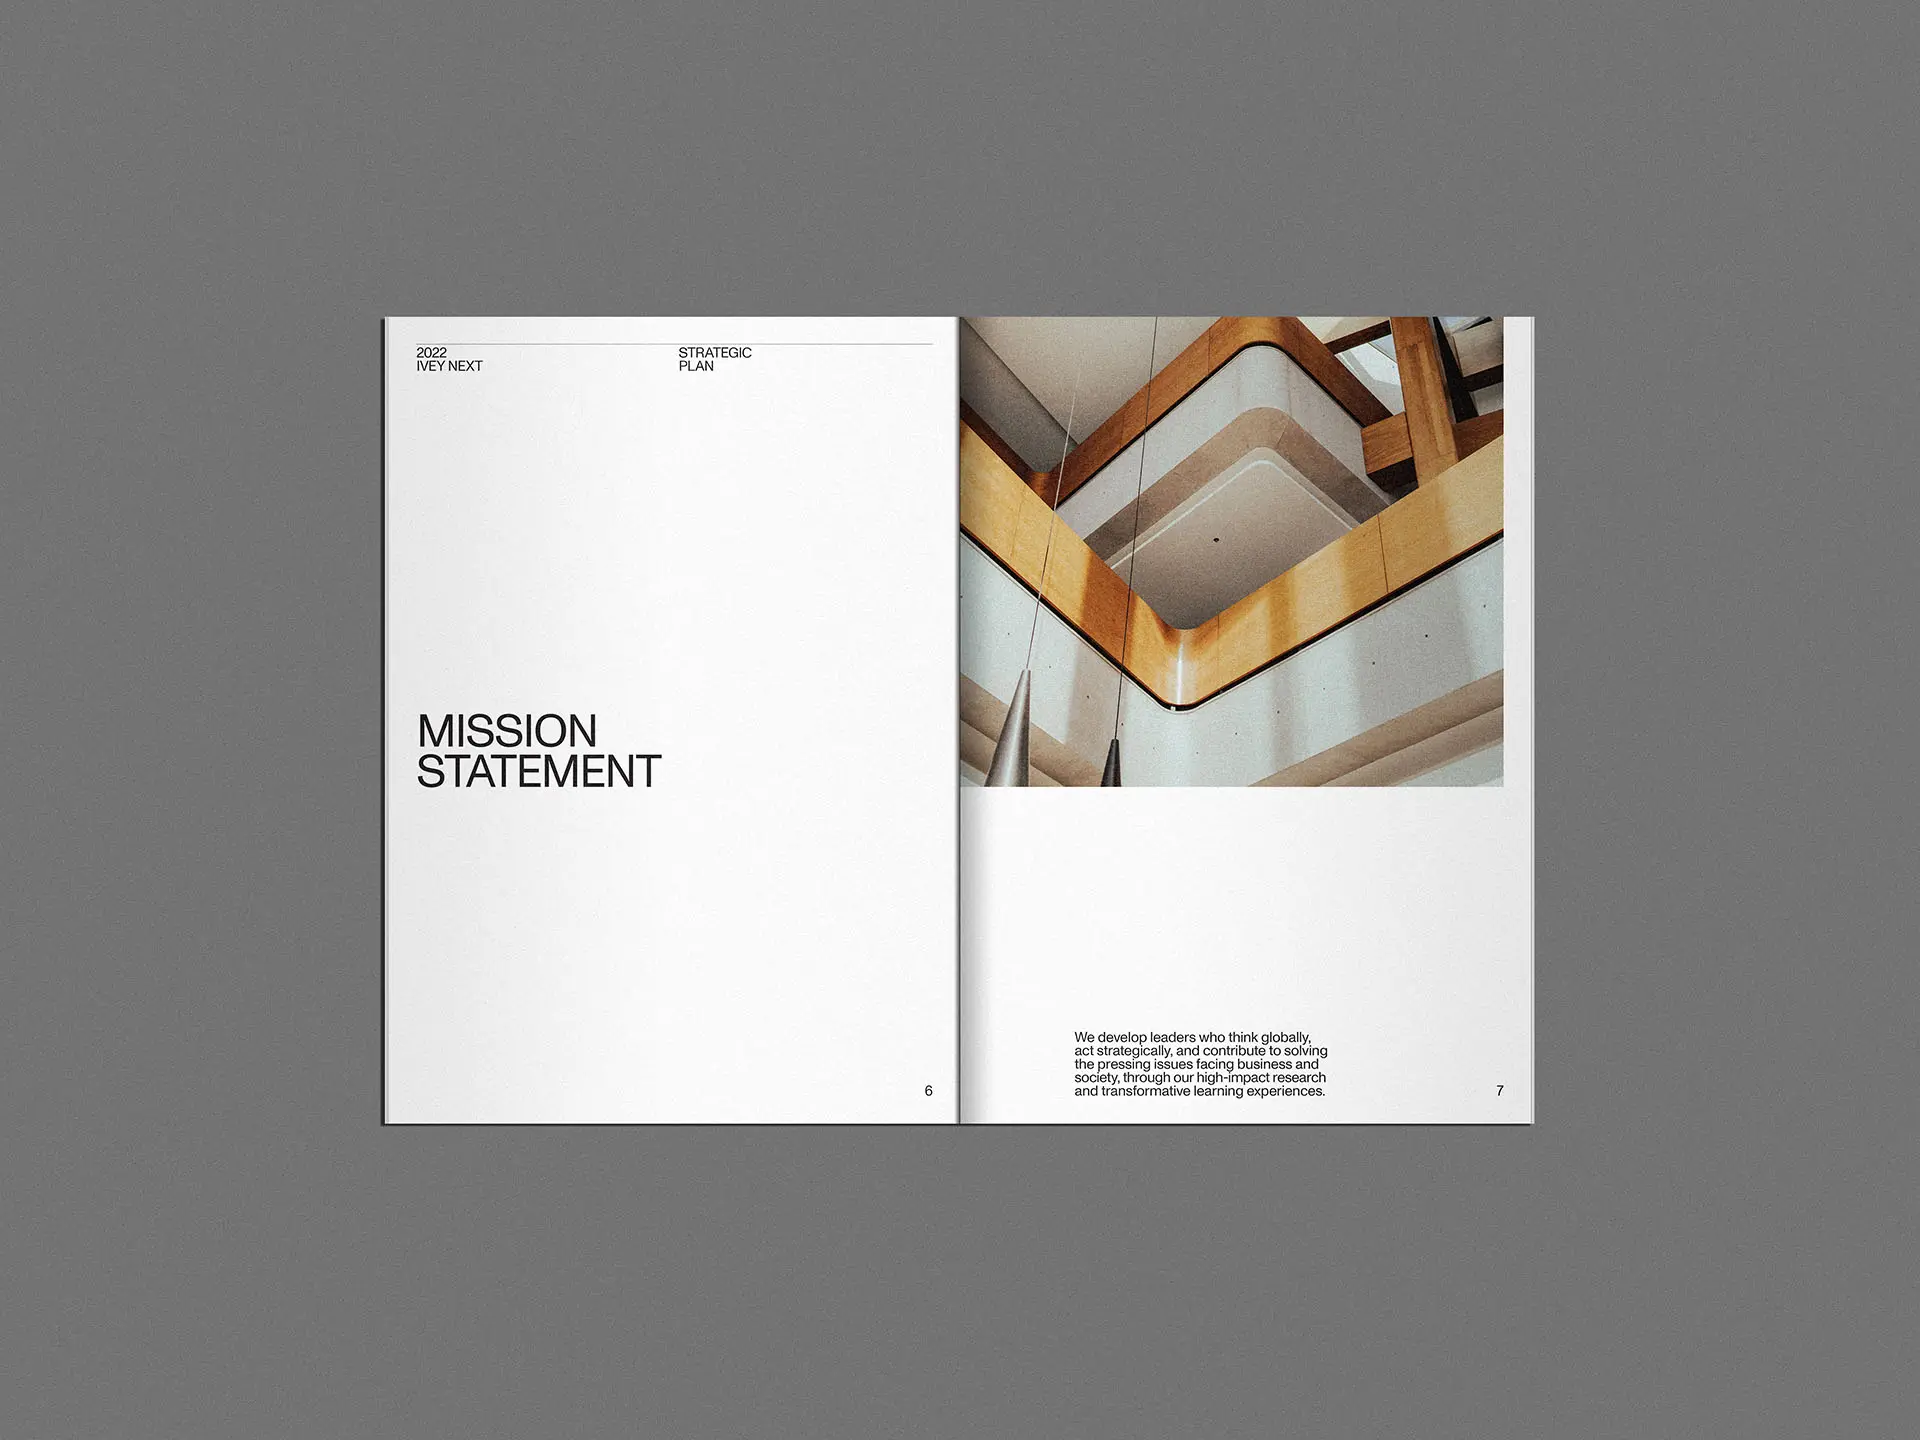 2022
IVEY NEXT
STRATEGIC
PLAN
MISSION
STATEMENT
6
We develop leaders who think globally,
act strategically, and contribute to solving
the pressing issues facing business and
society, through our high-impact research
and transformative learning experiences.
7